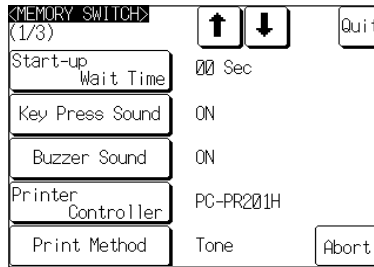 <MEMORY SWITCH>
(1/3)
Quit
Start-up
Wait Time
00 Sec
Key Press Sound
ON
Buzzer Sound
ON
Printer
Controller
PC-PR201H
Print Method
Tone
Abort